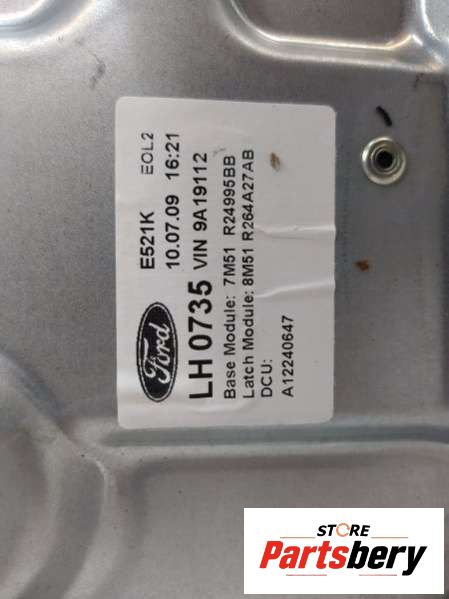 E521K EOL2
10.07.09 16:21
Ford
LH 0735 VIN 9A19112
Base Module: 7M51 R24995BB
Latch Module: 8M51 R264A27AB
DCU:
A12240647
STORE
Partsbery